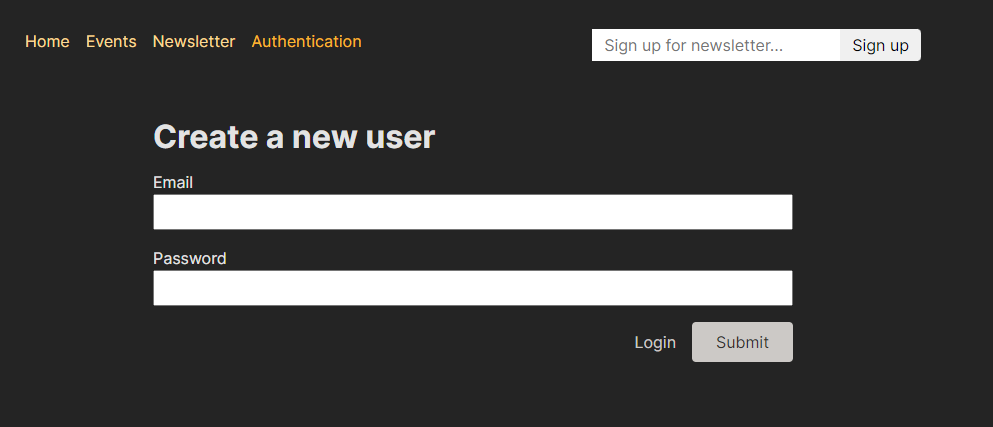 Home Events Newsletter Authentication Sign up for newsletter... Sign up
Create a new user
Email
Password
Login Submit